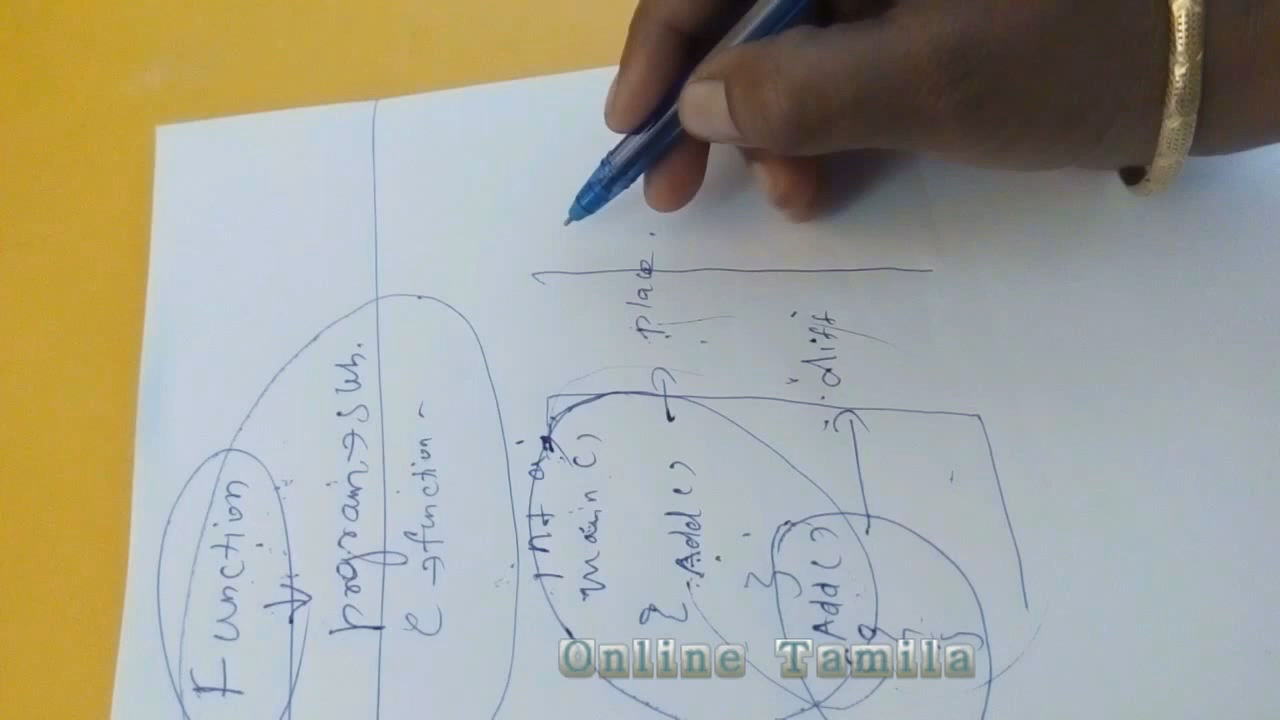 Function
program → sub.
C → function -
int a;
main ()
{
Add()
→ place.
}
Add()
diff
{
a
}
Online Tamila